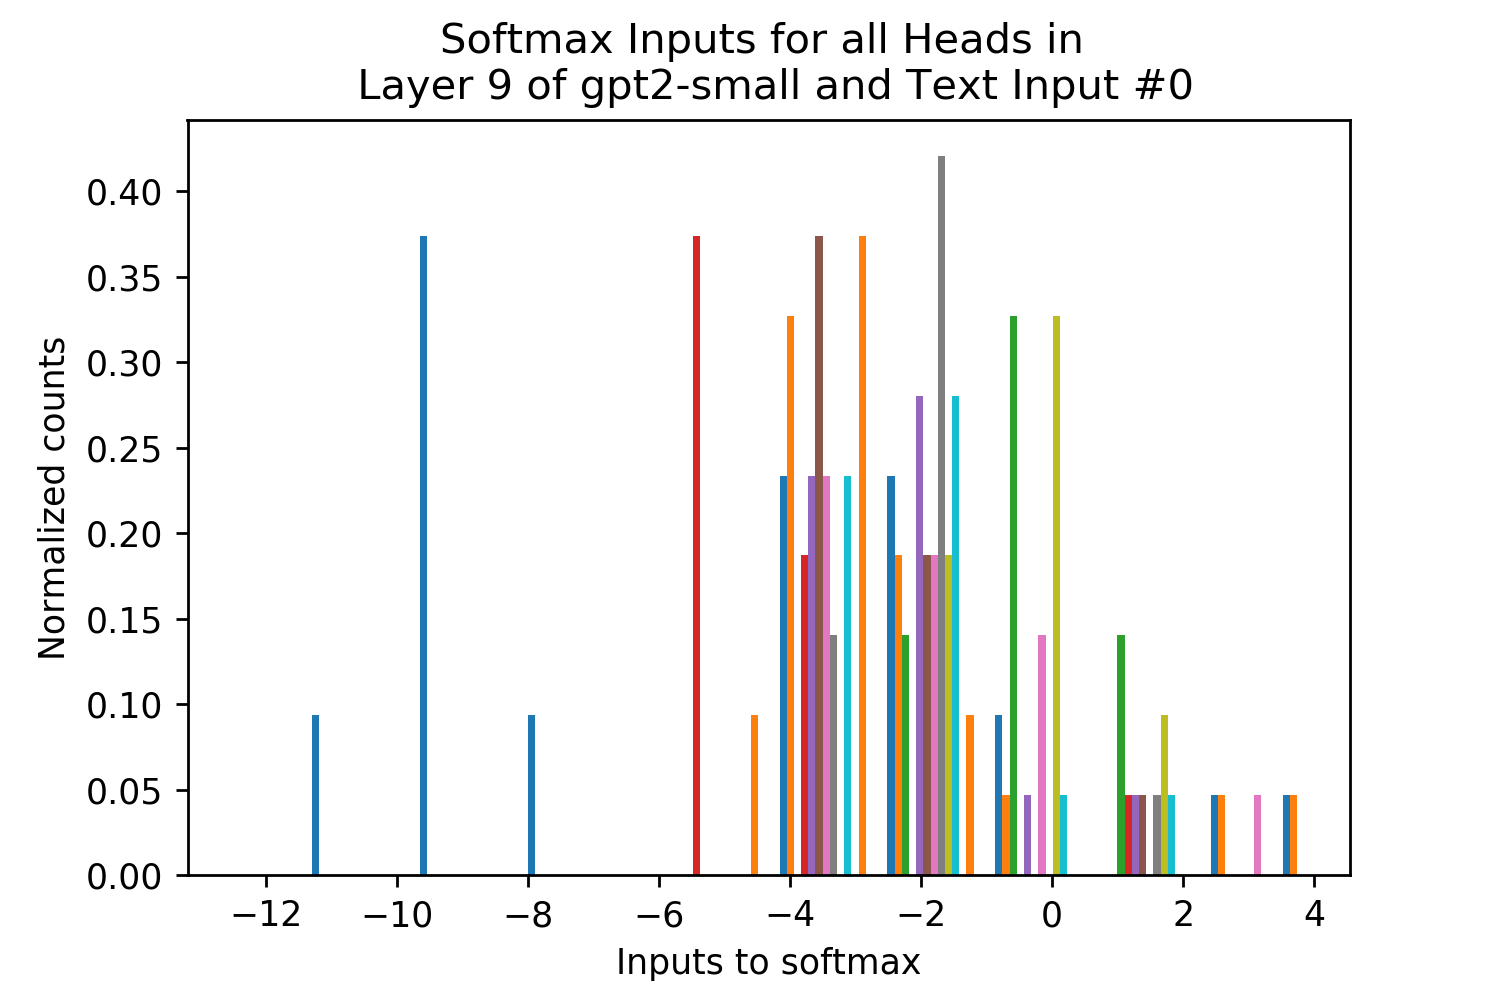 Softmax Inputs for all Heads in
Layer 9 of gpt2-small and Text Input #0
Normalized counts
0.40
0.35
0.30
0.25
0.20
0.15
0.10
0.05
0.00
−12 −10 −8 −6 −4 −2 0 2 4
Inputs to softmax